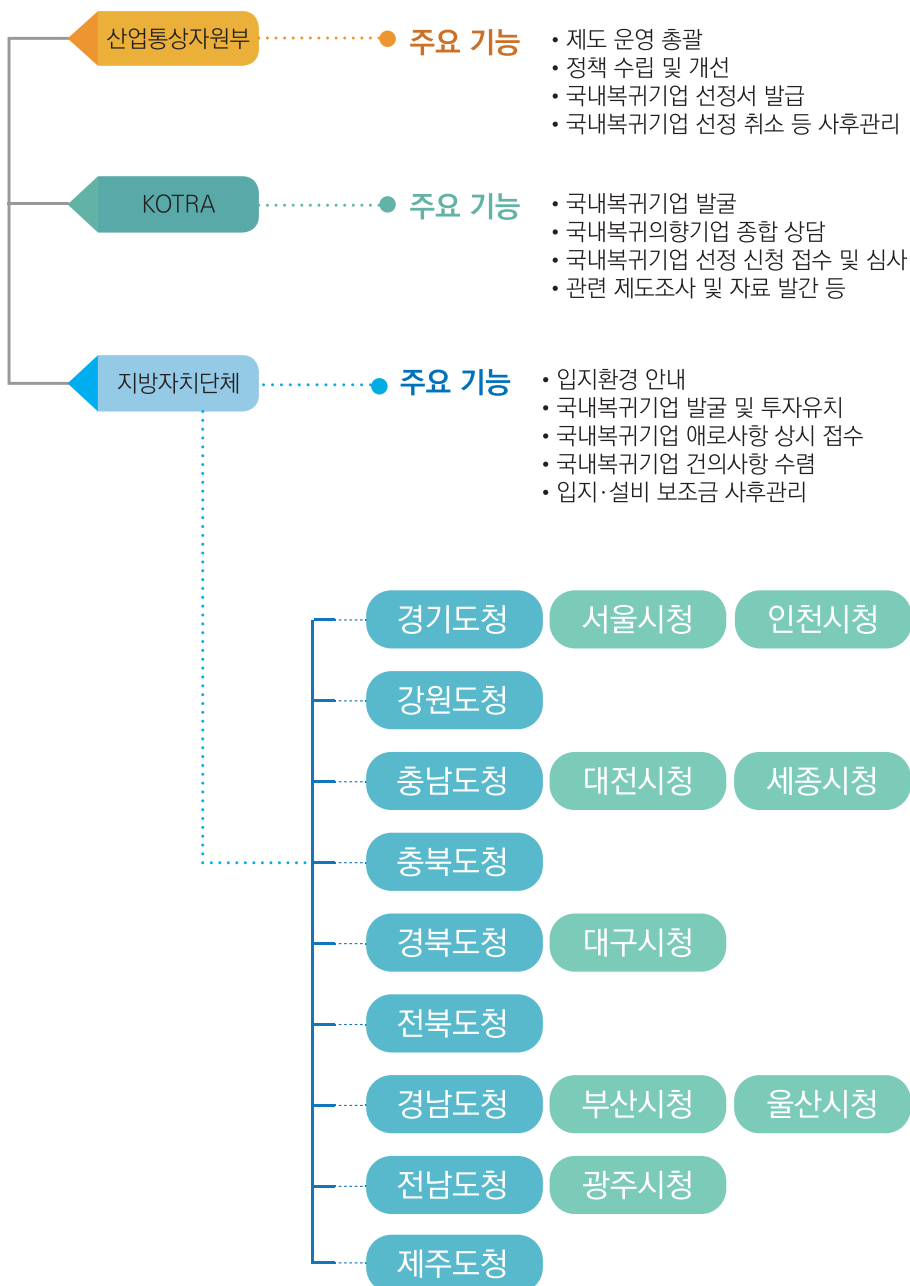 산업통상자원부
주요 기능
• 제도 운영 총괄
• 정책 수립 및 개선
• 국내복귀기업 선정서 발급
• 국내복귀기업 선정 취소 등 사후관리
KOTRA
주요 기능
• 국내복귀기업 발굴
• 국내복귀의향기업 종합 상담
• 국내복귀기업 선정 신청 접수 및 심사
• 관련 제도조사 및 자료 발간 등
지방자치단체
주요 기능
• 입지환경 안내
• 국내복귀기업 발굴 및 투자유치
• 국내복귀기업 애로사항 상시 접수
• 국내복귀기업 건의사항 수렴
• 입지·설비 보조금 사후관리
경기도청 서울시청 인천시청
강원도청
충남도청 대전시청 세종시청
충북도청
경북도청 대구시청
전북도청
경남도청 부산시청 울산시청
전남도청 광주시청
제주도청